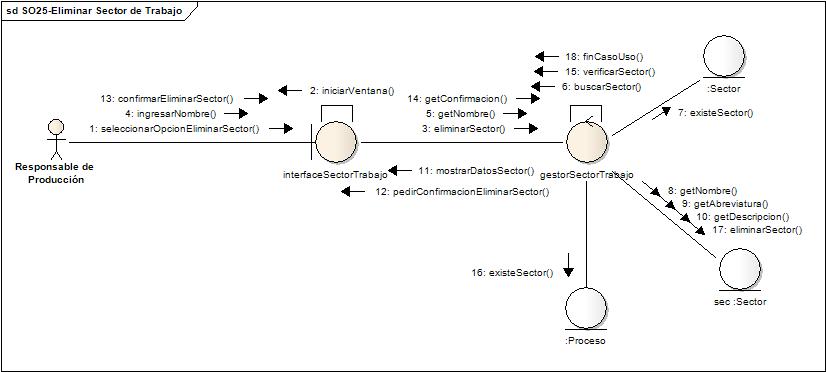 sd SO25-Eliminar Sector de Trabajo
18: finCasoUso()
15: verificarSector()
6: buscarSector()
:Sector
7: existeSector()
2: iniciarVentana()
13: confirmarEliminarSector()
4: ingresarNombre()
1: seleccionarOpcionEliminarSector()
14: getConfirmacion()
5: getNombre()
3: eliminarSector()
Responsable de
Producción
interfaceSectorTrabajo
gestorSectorTrabajo
11: mostrarDatosSector()
12: pedirConfirmacionEliminarSector()
8: getNombre()
9: getAbreviatura()
10: getDescripcion()
17: eliminarSector()
16: existeSector()
sec :Sector
:Proceso